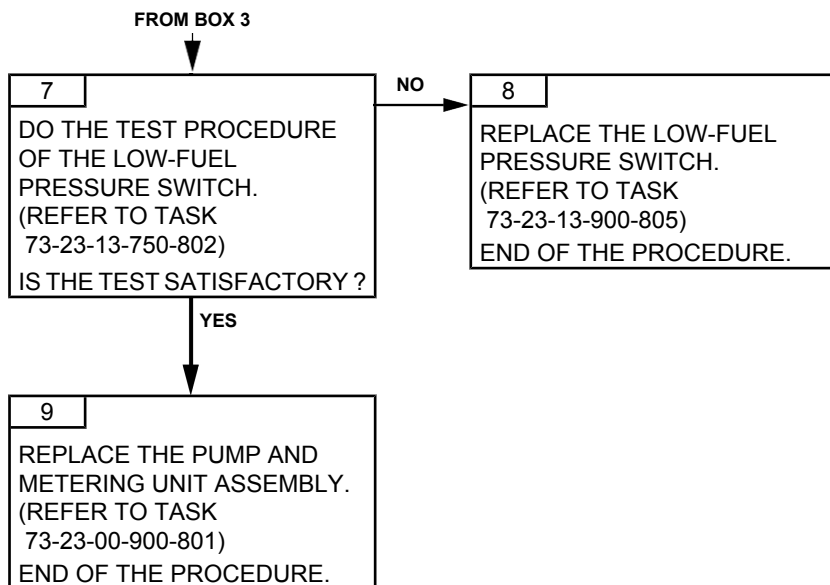 FROM BOX 3
7
DO THE TEST PROCEDURE
OF THE LOW-FUEL
PRESSURE SWITCH.
(REFER TO TASK
73-23-13-750-802)
IS THE TEST SATISFACTORY ?
NO
8
REPLACE THE LOW-FUEL
PRESSURE SWITCH.
(REFER TO TASK
73-23-13-900-805)
END OF THE PROCEDURE.
YES
9
REPLACE THE PUMP AND
METERING UNIT ASSEMBLY.
(REFER TO TASK
73-23-00-900-801)
END OF THE PROCEDURE.